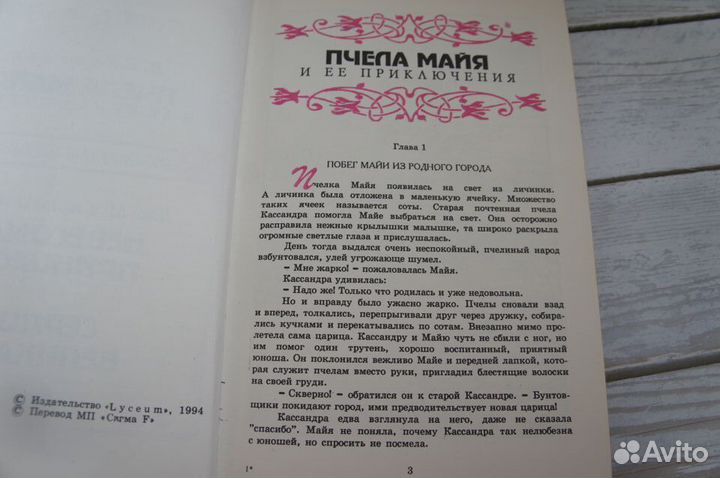 © Издательство «Lyceum», 1994
© Перевод МП «Сигма F»
ПЧЕЛА МАЙЯ
И ЕЕ ПРИКЛЮЧЕНИЯ
Глава 1
ПОБЕГ МАЙИ ИЗ РОДНОГО ГОРОДА
Пчелка Майя появилась на свет из личинки.
А личинка была отложена в маленькую ячейку. Множество
таких ячеек называется соты. Старая почтенная пчела
Кассандра помогла Майе выбраться на свет. Она осторожно
расправила нежные крылышки малышке, та широко раскрыла
огромные светлые глаза и прислушалась.
День тогда выдался очень неспокойный, пчелиный народ
взбунтовался, улей угрожающе шумел.
– Мне жарко! – пожаловалась Майя.
Кассандра удивилась:
– Надо же! Только что родилась и уже недовольна.
Но и вправду было ужасно жарко. Пчелы сновали взад
и вперед, толкались, перепрыгивали друг через дружку, собира-
лись кучками и перекатывались по сотам. Внезапно мимо про-
летела сама царица. Кассандру и Майю чуть не сбили с ног, но
им помог один трутень, хорошо воспитанный, приятный
юноша. Он поклонился вежливо Майе и передней лапкой, кото-
рая служит пчелам вместо руки, пригладил блестящие волоски
на своей груди.
– Скверно! – обратился он к старой Кассандре. – Бунтов-
щики покидают город, ими предводительствует новая царица!
Кассандра едва взглянула на него, даже не сказала
"спасибо". Майя не поняла, почему Кассандра так нелюбезна
с юношей, но спросить не посмела.
1*
3
Avito